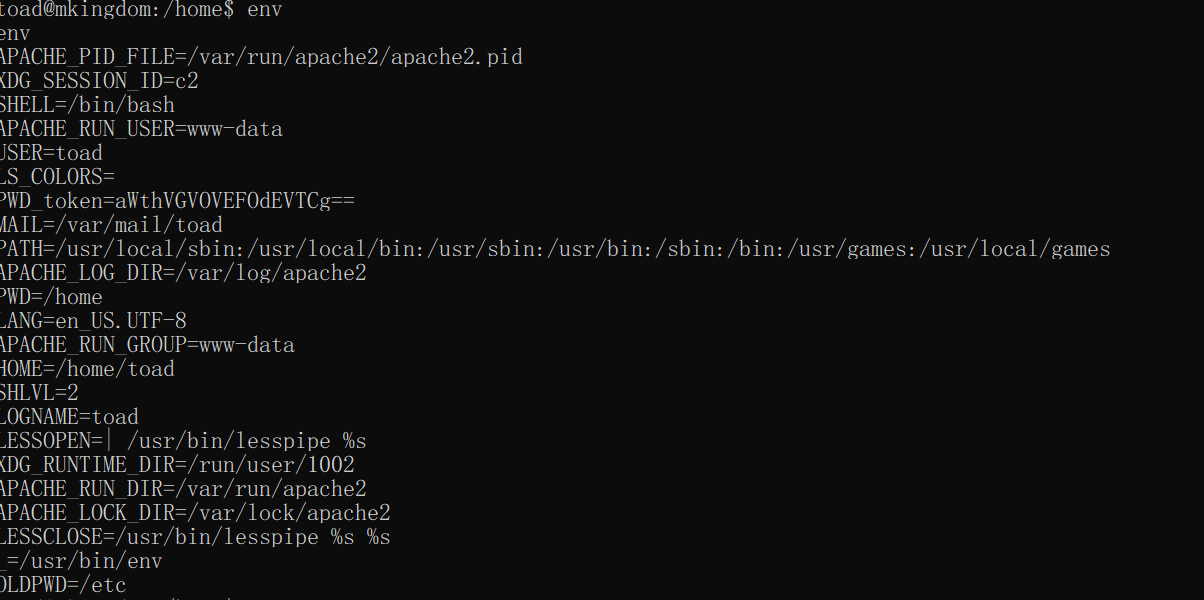 toad@mkingdom:/home$ env
env
APACHE_PID_FILE=/var/run/apache2/apache2.pid
XDG_SESSION_ID=c2
SHELL=/bin/bash
APACHE_RUN_USER=www-data
USER=toad
LS_COLORS=
PWD_token=aWthVGVOVEFOdEVTCg==
MAIL=/var/mail/toad
PATH=/usr/local/sbin:/usr/local/bin:/usr/sbin:/usr/bin:/sbin:/bin:/usr/games:/usr/local/games
APACHE_LOG_DIR=/var/log/apache2
PWD=/home
LANG=en_US.UTF-8
APACHE_RUN_GROUP=www-data
HOME=/home/toad
SHLVL=2
LOGNAME=toad
LESSOPEN=| /usr/bin/lesspipe %s
XDG_RUNTIME_DIR=/run/user/1002
APACHE_RUN_DIR=/var/run/apache2
APACHE_LOCK_DIR=/var/lock/apache2
LESSCLOSE=/usr/bin/lesspipe %s %s
_=/usr/bin/env
OLDPWD=/etc